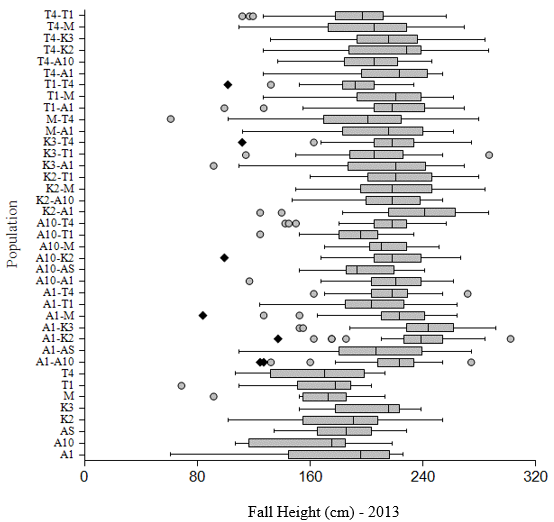 T4-T1
T4-M
T4-K3
T4-K2
T4-A10
T4-A1
T1-T4
T1-M
T1-A1
M-T4
M-A1
K3-T4
K3-T1
K3-A1
K2-T1
K2-M
K2-A10
K2-A1
A10-T4
A10-T1
A10-M
A10-K2
A10-AS
A10-A1
A1-T4
A1-T1
A1-M
A1-K3
A1-K2
A1-AS
A1-A10
T4
T1
M
K3
K2
AS
A10
A1
Population
0 80 160 240 320
Fall Height (cm) - 2013